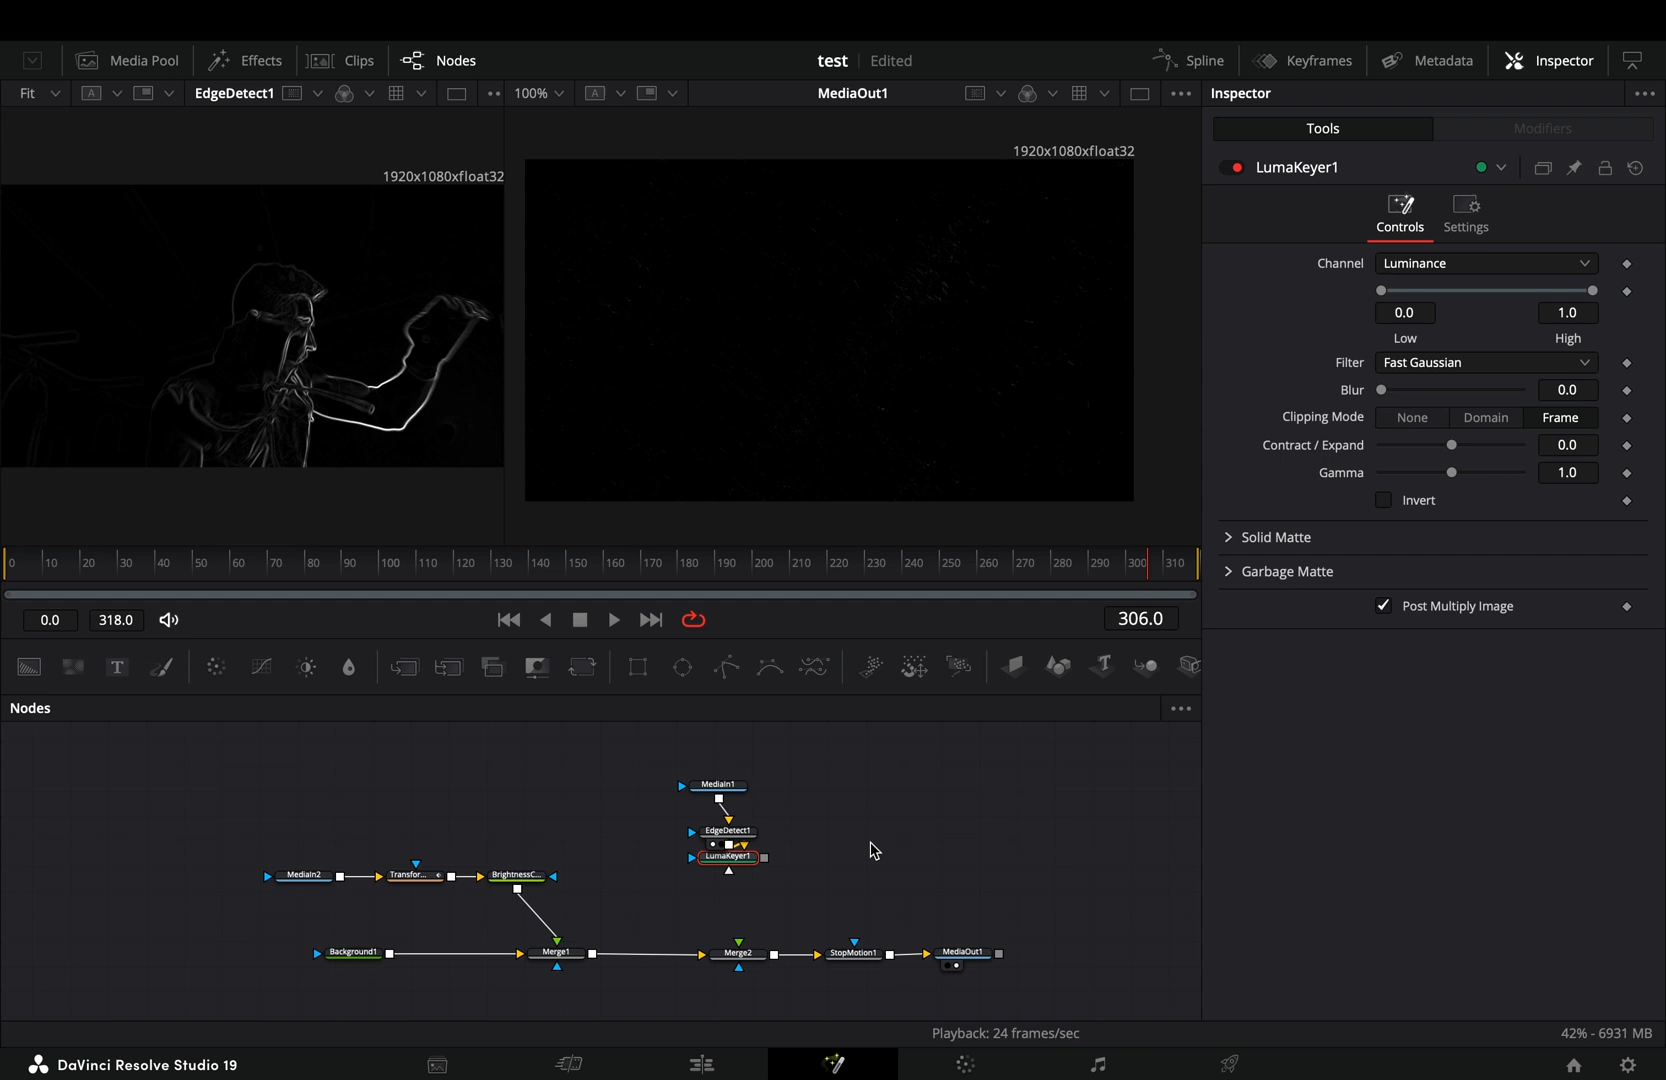 Media Pool Effects Clips Nodes test Edited Spline Keyframes Metadata Inspector
Fit A EdgeDetect1 100% A MediaOut1 Inspector
Tools Modifiers
1920x1080xfloat32
1920x1080xfloat32
LumaKeyer1
Controls Settings
Channel Luminance
0.0 1.0
Low High
Filter Fast Gaussian
Blur 0.0
Clipping Mode None Domain Frame
Contract / Expand 0.0
Gamma 1.0
Invert
Solid Matte
Garbage Matte
Post Multiply Image
0 10 20 30 40 50 60 70 80 90 100 110 120 130 140 150 160 170 180 190 200 210 220 230 240 250 260 270 280 290 300 310
0.0 318.0 306.0
T T
Nodes
MediaIn1
EdgeDetect1
LumaKeyer1
MediaIn2 Transfor... BrightnessC...
Background1 Merge1 Merge2 StopMotion1 MediaOut1
Playback: 24 frames/sec 42% - 6931 MB
DaVinci Resolve Studio 19